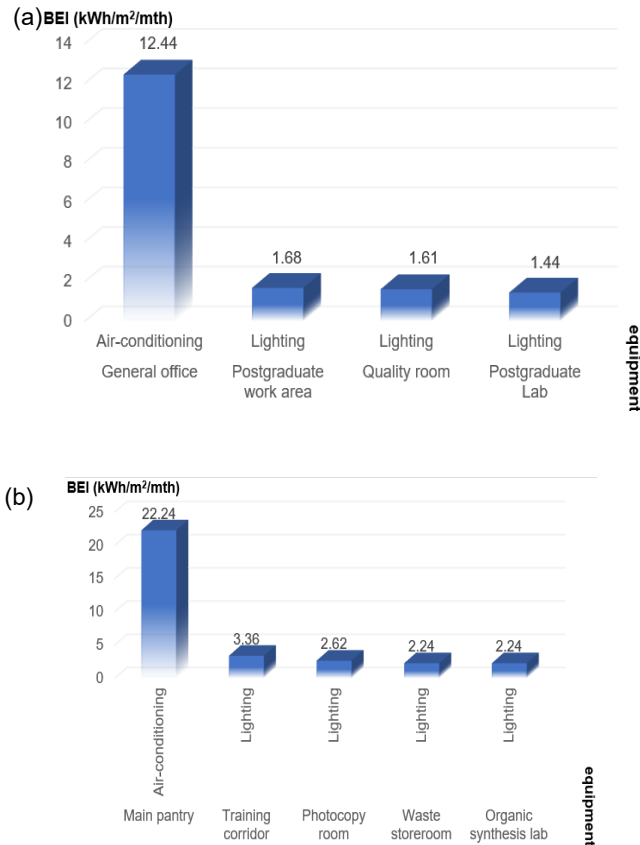 (a) BEI (kWh/m²/mth)
14
12.44
12
10
8
6
4
2
0
1.68
1.61
1.44
Air-conditioning Lighting Lighting Lighting
General office Postgraduate Quality room Postgraduate
work area Lab
equipment
(b) BEI (kWh/m²/mth)
25
22.24
20
15
10
5
0
3.36
2.62
2.24
2.24
Air-conditioning
Lighting
Lighting
Lighting
Lighting
Main pantry Training Photocopy Waste Organic
corridor room storeroom synthesis lab
equipment